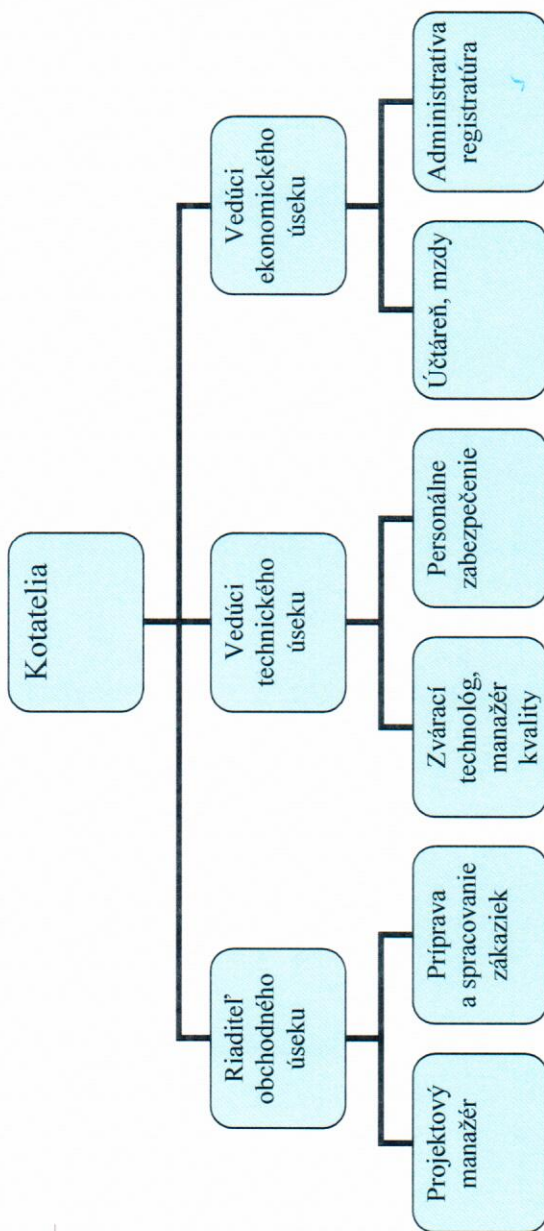 Kotatelia
Riaditeľ
obchodného
úseku
Vedúci
technického
úseku
Vedúci
ekonomického
úseku
Projektový
manažér
Príprava
a spracovanie
zákaziek
Zvárací
technológ,
manažér
kvality
Personálne
zabezpečenie
Účtáreň, mzdy
Administratíva
registratúra